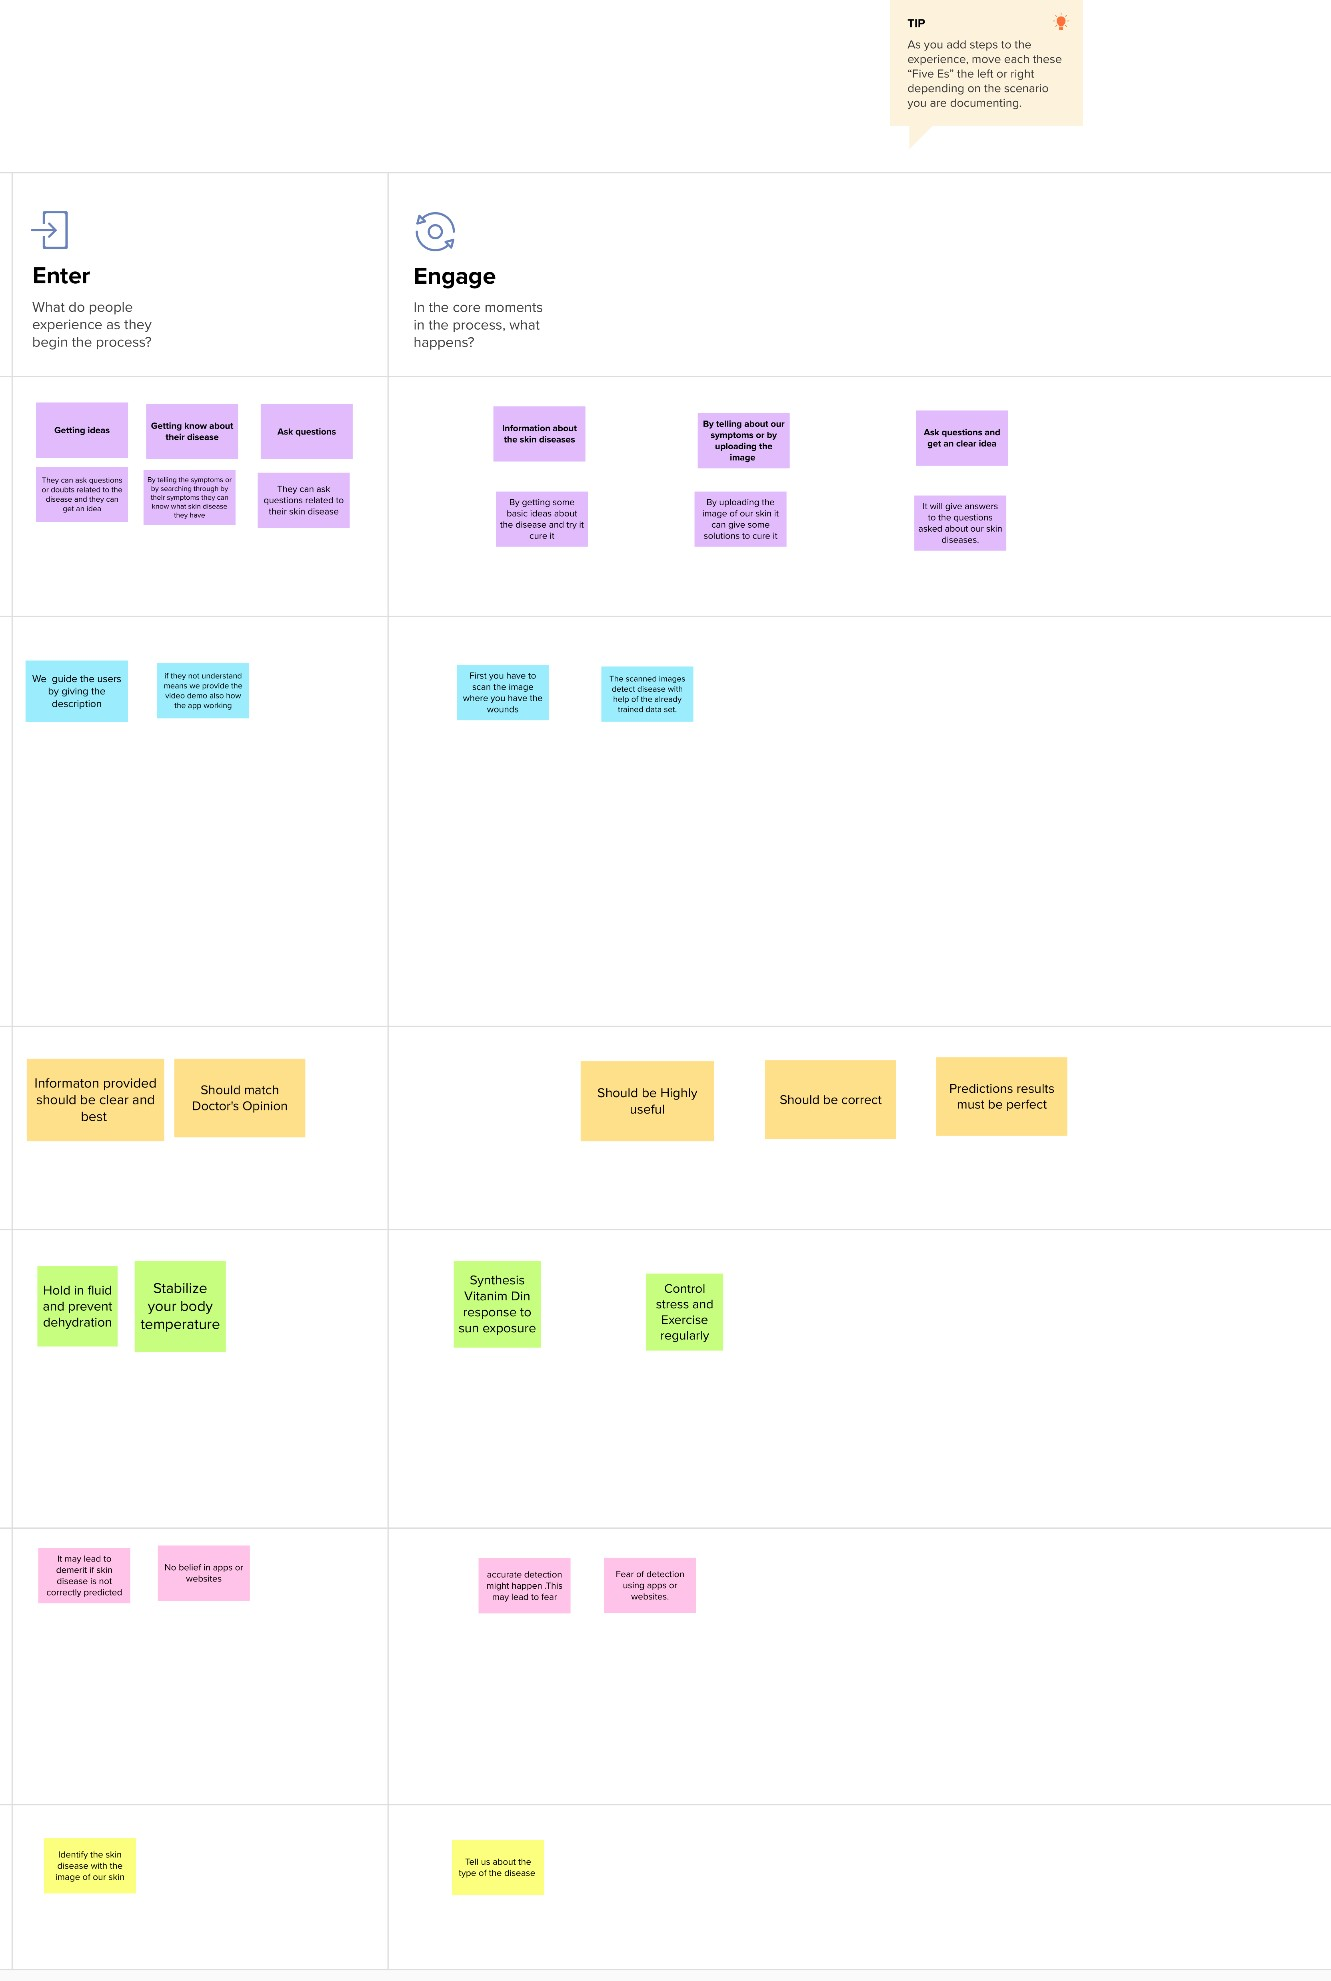 TIP
As you add steps to the
experience, move each these
“Five Es” the left or right
depending on the scenario
you are documenting.
Enter
What do people
experience as they
begin the process?
Engage
In the core moments
in the process, what
happens?
Getting ideas
Getting know about
their disease
Ask questions
Information about
the skin diseases
By telling about our
symptoms or by
uploading the
image
Ask questions and
get an clear idea
They can ask questions
or doubts related to the
disease and they can
get an idea
By telling the symptoms or
by searching through by
their symptoms they can
know what skin disease
they have
They can ask
questions related to
their skin disease
By getting some
basic ideas about
the disease and try it
cure it
By uploading the
image of our skin it
can give some
solutions to cure it
It will give answers
to the questions
asked about our skin
diseases.
We  guide the users
by giving the
description
if they not understand
means we provide the
video demo also how
the app working
First you have to
scan the image
where you have the
wounds
The scanned images
detect disease with
help of the already
trained data set.
Informaton provided
should be clear and
best
Should match
Doctor's Opinion
Should be Highly
useful
Should be correct
Predictions results
must be perfect
Hold in fluid
and prevent
dehydration
Stabilize
your body
temperature
Synthesis
Vitanim Din
response to
sun exposure
Control
stress and
Exercise
regularly
It may lead to
demerit if skin
disease is not
correctly predicted
No belief in apps or
websites
accurate detection
might happen .This
may lead to fear
Fear of detection
using apps or
websites.
Identify the skin
disease with the
image of our skin
Tell us about the
type of the disease